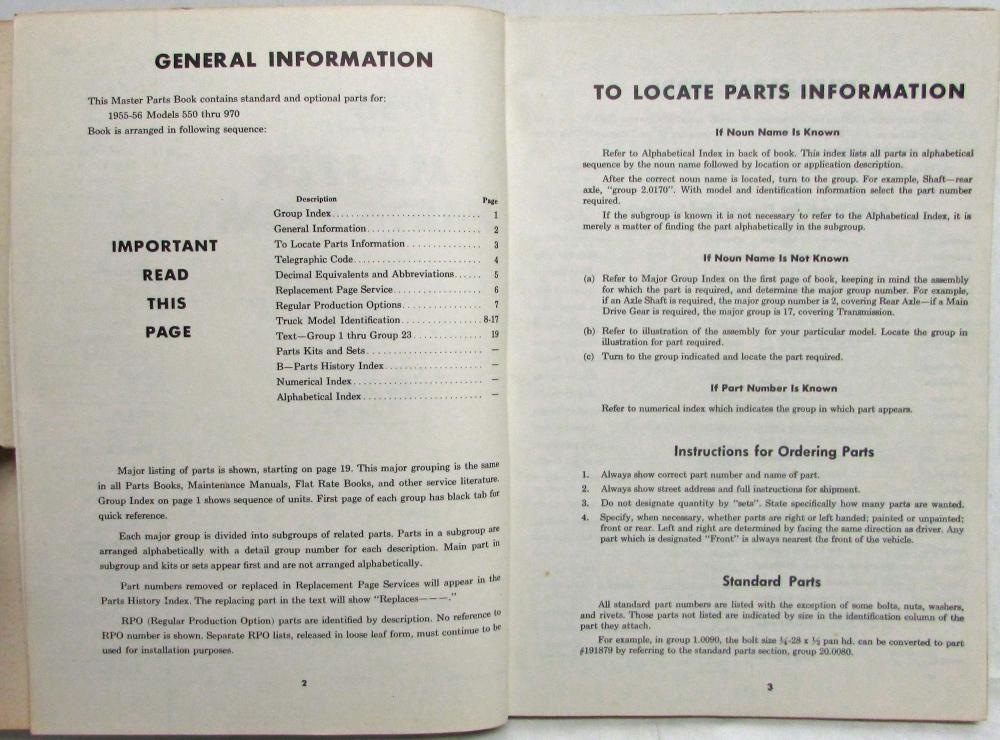 GENERAL INFORMATION
This Master Parts Book contains standard and optional parts for:
1955-56 Models 550 thru 970
Book is arranged in following sequence:
IMPORTANT
READ
THIS
PAGE
Description Page
Group Index 1
General Information 2
To Locate Parts Information 3
Telegraphic Code 4
Decimal Equivalents and Abbreviations 5
Replacement Page Service 6
Regular Production Options 7
Truck Model Identification 8-17
Text—Group 1 thru Group 23 19
Parts Kits and Sets —
B—Parts History Index —
Numerical Index —
Alphabetical Index —
Major listing of parts is shown, starting on page 19. This major grouping is the same
in all Parts Books, Maintenance Manuals, Flat Rate Books, and other service literature.
Group Index on page 1 shows sequence of units. First page of each group has black tab for
quick reference.
Each major group is divided into subgroups of related parts. Parts in a subgroup are
arranged alphabetically with a detail group number for each description. Main part in
subgroup and kits or sets appear first and are not arranged alphabetically.
Part numbers removed or replaced in Replacement Page Services will appear in the
Parts History Index. The replacing part in the text will show “Replaces———.”
RPO (Regular Production Option) parts are identified by description. No reference to
RPO number is shown. Separate RPO lists, released in loose leaf form, must continue to be
used for installation purposes.
2
TO LOCATE PARTS INFORMATION
If Noun Name Is Known
Refer to Alphabetical Index in back of book. This index lists all parts in alphabetical
sequence by the noun name followed by location or application description.
After the correct noun name is located, turn to the group. For example, Shaft—rear
axle, “group 2.0170”. With model and identification information select the part number
required.
If the subgroup is known it is not necessary to refer to the Alphabetical Index, it is
merely a matter of finding the part alphabetically in the subgroup.
If Noun Name Is Not Known
(a) Refer to Major Group Index on the first page of book, keeping in mind the assembly
for which the part is required, and determine the major group number. For example,
if an Axle Shaft is required, the major group number is 2, covering Rear Axle—if a Main
Drive Gear is required, the major group is 17, covering Transmission.
(b) Refer to illustration of the assembly for your particular model. Locate the group in
illustration for part required.
(c) Turn to the group indicated and locate the part required.
If Part Number Is Known
Refer to numerical index which indicates the group in which part appears.
Instructions for Ordering Parts
1. Always show correct part number and name of part.
2. Always show street address and full instructions for shipment.
3. Do not designate quantity by “sets”. State specifically how many parts are wanted.
4. Specify, when necessary, whether parts are right or left handed; painted or unpainted;
front or rear. Left and right are determined by facing the same direction as driver. Any
part which is designated “Front” is always nearest the front of the vehicle.
Standard Parts
All standard part numbers are listed with the exception of some bolts, nuts, washers,
and rivets. Those parts not listed are indicated by size in the identification column of the
part they attach.
For example, in group 1.0090, the bolt size ¼-28 x ½ pan hd. can be converted to part
#191879 by referring to the standard parts section, group 20.0080.
3